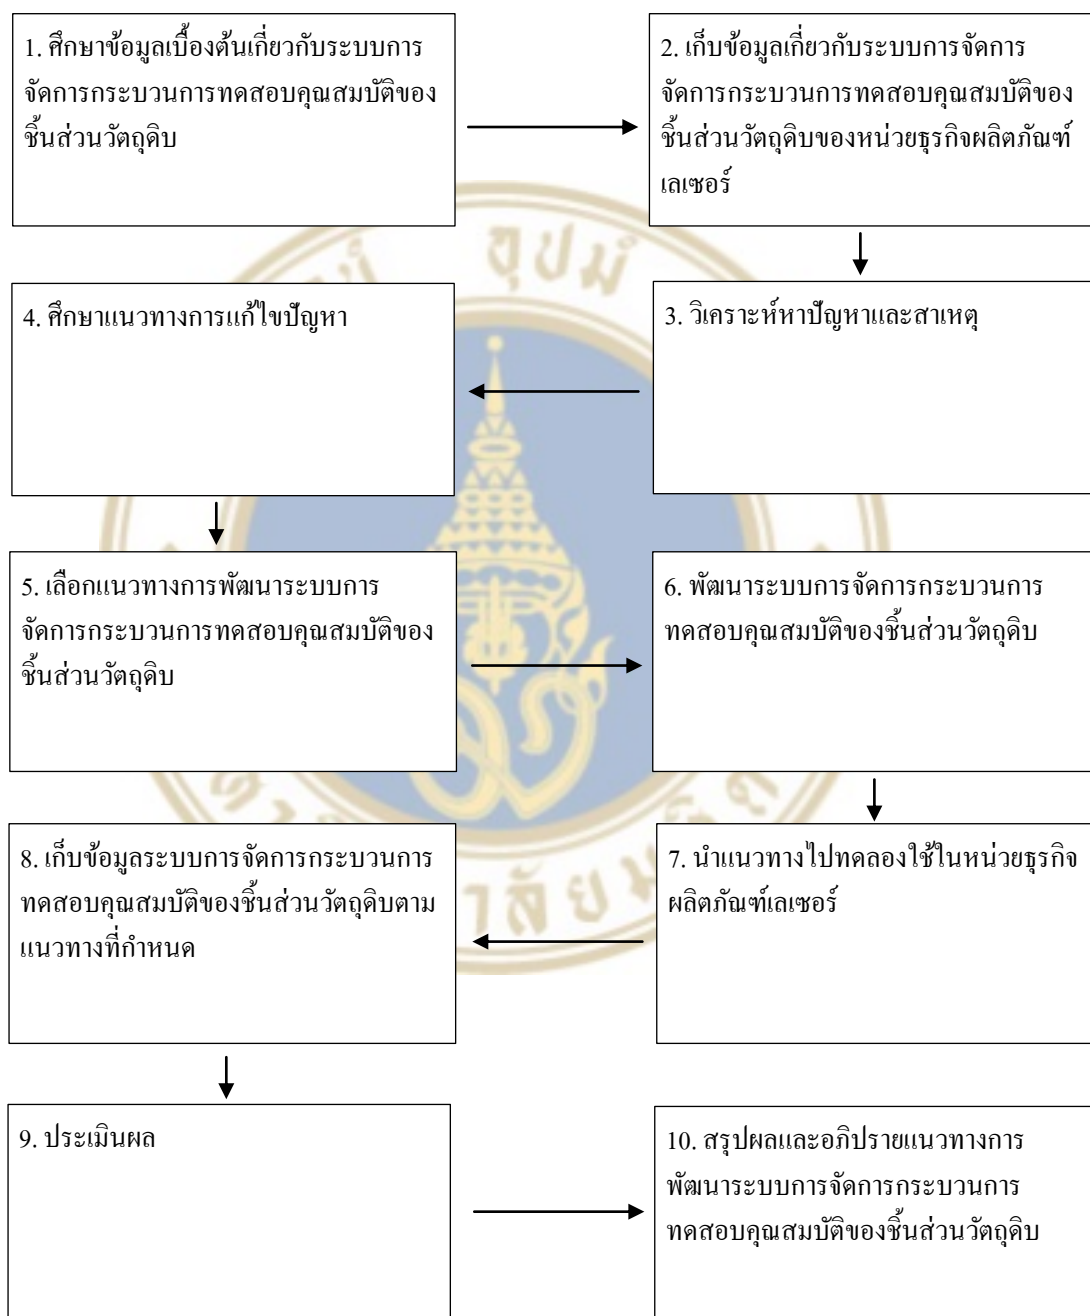 1. ศึกษาข้อมูลเบื้องต้นเกี่ยวกับระบบการ
จัดการกระบวนการทดสอบคุณสมบัติของ
ชิ้นส่วนวัตถุดิบ
2. เก็บข้อมูลเกี่ยวกับระบบการจัดการ
จัดการกระบวนการทดสอบคุณสมบัติของ
ชิ้นส่วนวัตถุดิบของหน่วยธุรกิจผลิตภัณฑ์
เลเซอร์
3. วิเคราะห์หาปัญหาและสาเหตุ
4. ศึกษาแนวทางการแก้ไขปัญหา
5. เลือกแนวทางการพัฒนาระบบการ
จัดการกระบวนการทดสอบคุณสมบัติของ
ชิ้นส่วนวัตถุดิบ
6. พัฒนาระบบการจัดการกระบวนการ
ทดสอบคุณสมบัติของชิ้นส่วนวัตถุดิบ
7. นำแนวทางไปทดลองใช้ในหน่วยธุรกิจ
ผลิตภัณฑ์เลเซอร์
8. เก็บข้อมูลระบบการจัดการกระบวนการ
ทดสอบคุณสมบัติของชิ้นส่วนวัตถุดิบตาม
แนวทางที่กำหนด
9. ประเมินผล
10. สรุปผลและอภิปรายแนวทางการ
พัฒนาระบบการจัดการกระบวนการ
ทดสอบคุณสมบัติของชิ้นส่วนวัตถุดิบ
อุปมํ